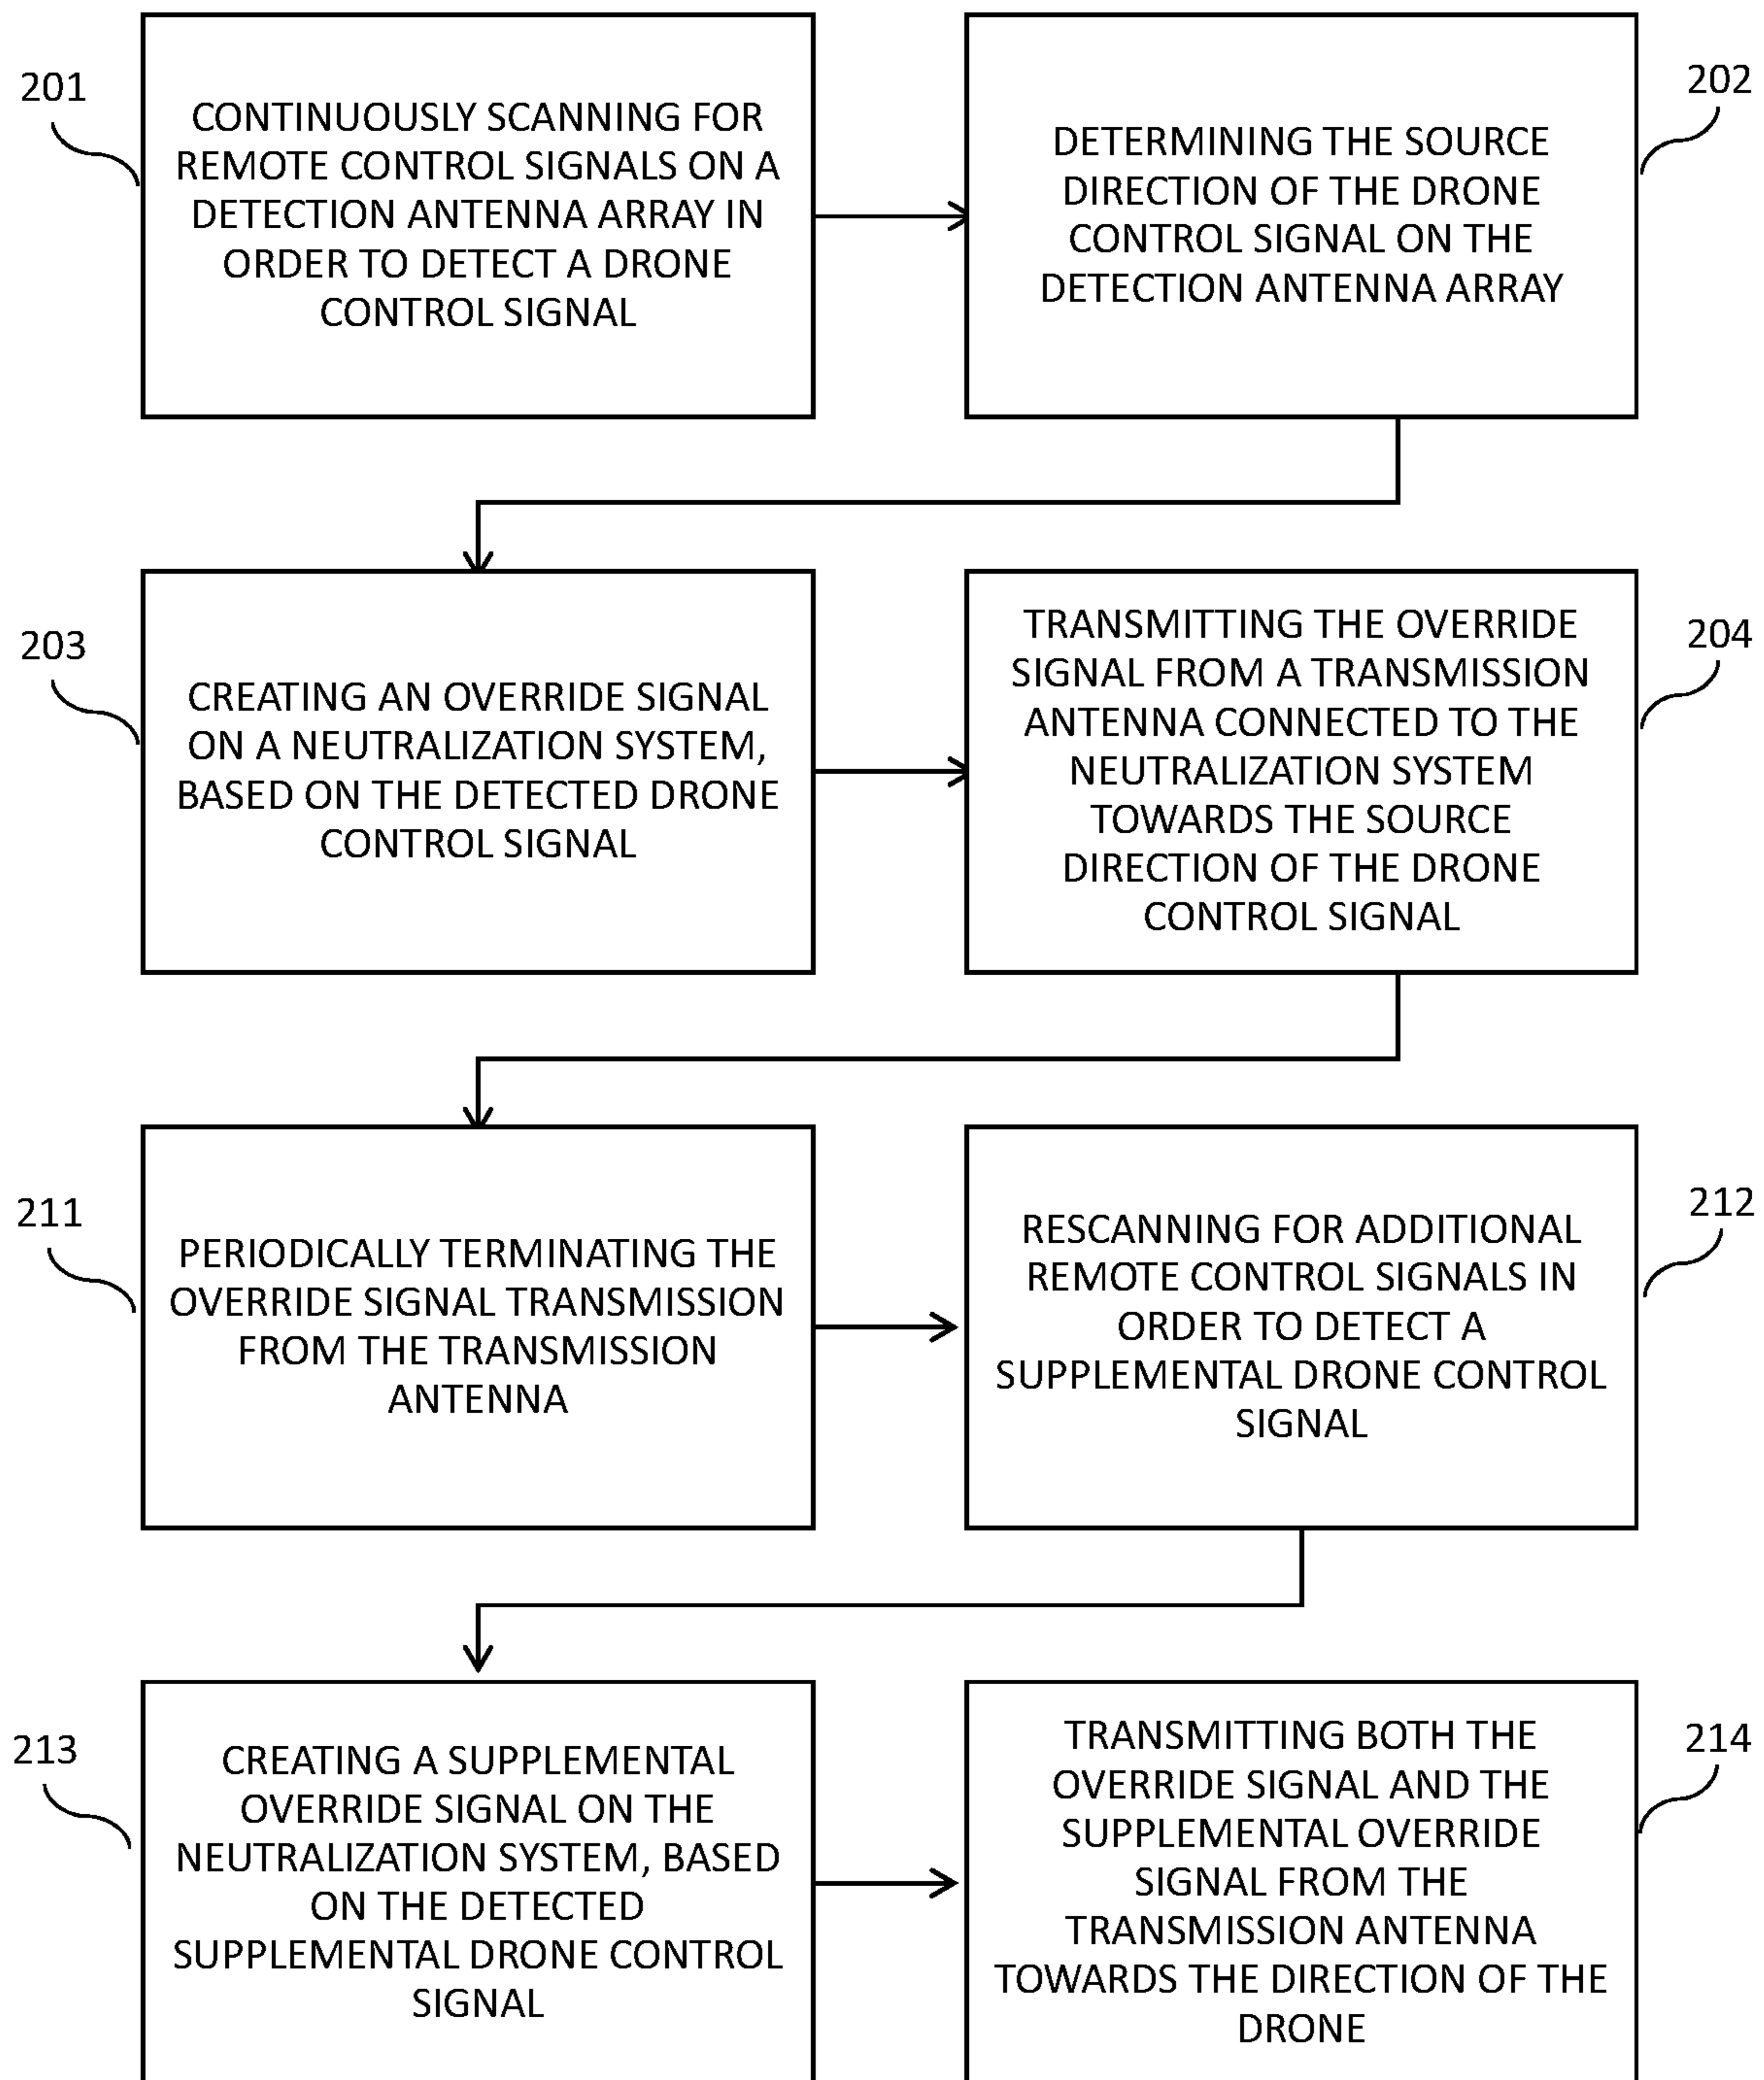 201
CONTINUOUSLY SCANNING FOR
REMOTE CONTROL SIGNALS ON A
DETECTION ANTENNA ARRAY IN
ORDER TO DETECT A DRONE
CONTROL SIGNAL
202
DETERMINING THE SOURCE
DIRECTION OF THE DRONE
CONTROL SIGNAL ON THE
DETECTION ANTENNA ARRAY
203
CREATING AN OVERRIDE SIGNAL
ON A NEUTRALIZATION SYSTEM,
BASED ON THE DETECTED DRONE
CONTROL SIGNAL
204
TRANSMITTING THE OVERRIDE
SIGNAL FROM A TRANSMISSION
ANTENNA CONNECTED TO THE
NEUTRALIZATION SYSTEM
TOWARDS THE SOURCE
DIRECTION OF THE DRONE
CONTROL SIGNAL
211
PERIODICALLY TERMINATING THE
OVERRIDE SIGNAL TRANSMISSION
FROM THE TRANSMISSION
ANTENNA
212
RESCANNING FOR ADDITIONAL
REMOTE CONTROL SIGNALS IN
ORDER TO DETECT A
SUPPLEMENTAL DRONE CONTROL
SIGNAL
213
CREATING A SUPPLEMENTAL
OVERRIDE SIGNAL ON THE
NEUTRALIZATION SYSTEM, BASED
ON THE DETECTED
SUPPLEMENTAL DRONE CONTROL
SIGNAL
214
TRANSMITTING BOTH THE
OVERRIDE SIGNAL AND THE
SUPPLEMENTAL OVERRIDE
SIGNAL FROM THE
TRANSMISSION ANTENNA
TOWARDS THE DIRECTION OF THE
DRONE